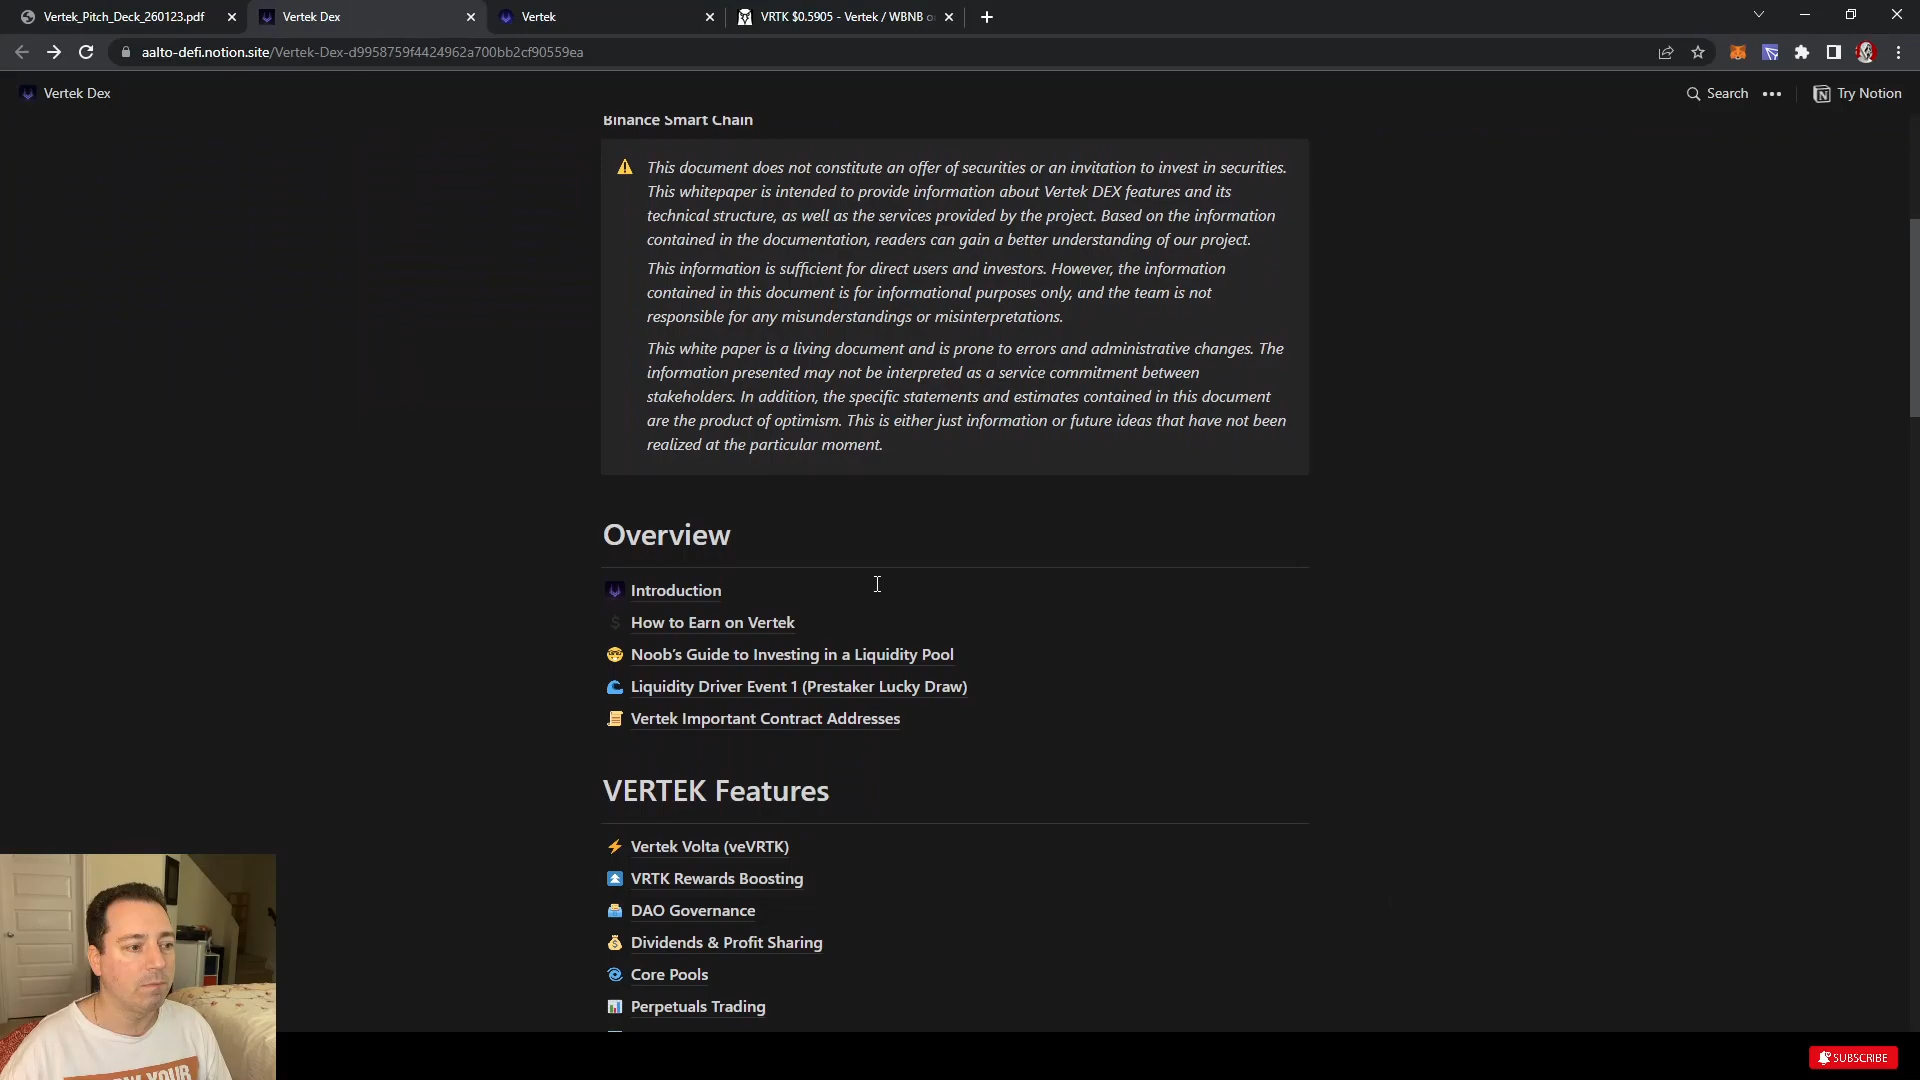 Vertek_Pitch_Deck_260123.pdf
Vertek Dex
Vertek
VRTK $0.5905 - Vertek / WBNB o
aalto-defi.notion.site/Vertek-Dex-d9958759f4424962a700bb2cf90559ea
Vertek Dex
Search
Try Notion
Binance Smart Chain
This document does not constitute an offer of securities or an invitation to invest in securities.
This whitepaper is intended to provide information about Vertek DEX features and its
technical structure, as well as the services provided by the project. Based on the information
contained in the documentation, readers can gain a better understanding of our project.
This information is sufficient for direct users and investors. However, the information
contained in this document is for informational purposes only, and the team is not
responsible for any misunderstandings or misinterpretations.
This white paper is a living document and is prone to errors and administrative changes. The
information presented may not be interpreted as a service commitment between
stakeholders. In addition, the specific statements and estimates contained in this document
are the product of optimism. This is either just information or future ideas that have not been
realized at the particular moment.
Overview
Introduction
$ How to Earn on Vertek
Noob's Guide to Investing in a Liquidity Pool
Liquidity Driver Event 1 (Prestaker Lucky Draw)
Vertek Important Contract Addresses
VERTEK Features
Vertek Volta (veVRTK)
VRTK Rewards Boosting
DAO Governance
Dividends & Profit Sharing
Core Pools
Perpetuals Trading
YOUR
SUBSCRIBE